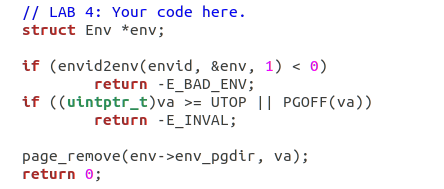 // LAB 4: Your code here.
struct Env *env;

if (envid2env(envid, &env, 1) < 0)
        return -E_BAD_ENV;
if ((uintptr_t)va >= UTOP || PGOFF(va))
        return -E_INVAL;

page_remove(env->env_pgdir, va);
return 0;